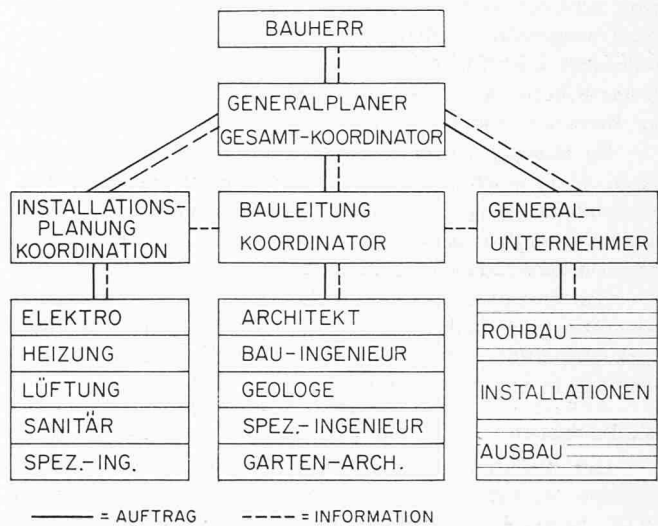 BAUHERR
GENERALPLANER
GESAMT-KOORDINATOR
INSTALLATIONS-
PLANUNG
KOORDINATION
BAULEITUNG
KOORDINATOR
GENERAL-
UNTERNEHMER
ELEKTRO
HEIZUNG
LÜFTUNG
SANITÄR
SPEZ.-ING.
ARCHITEKT
BAU-INGENIEUR
GEOLOGE
SPEZ.-INGENIEUR
GARTEN-ARCH.
ROHBAU
INSTALLATIONEN
AUSBAU
= AUFTRAG
= INFORMATION